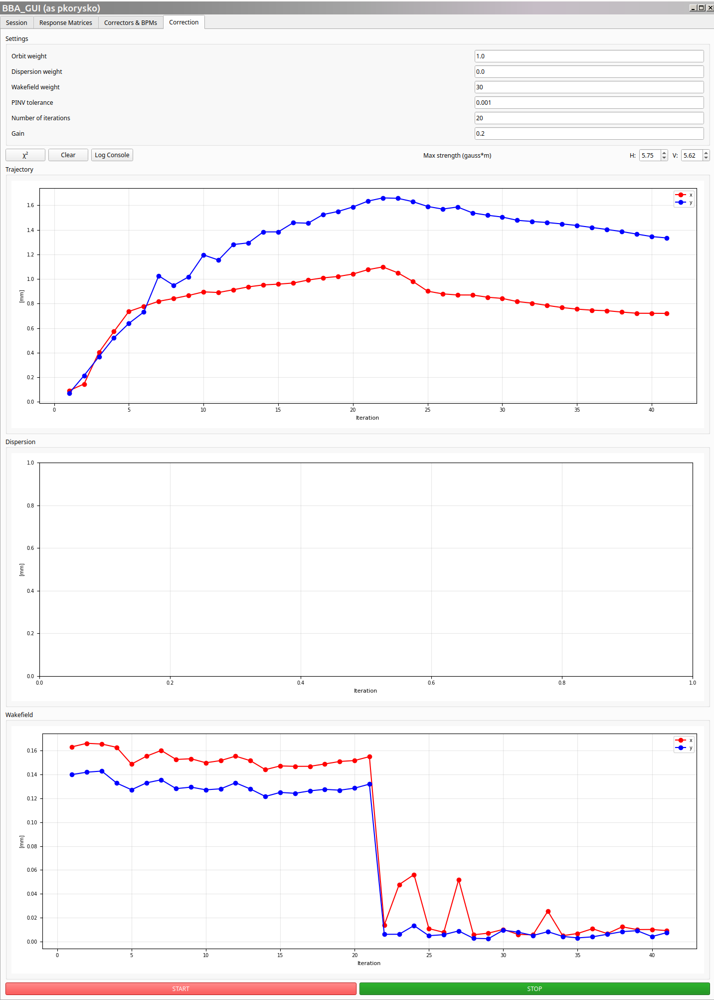 BBA_GUI (as pkorysko)
Session Response Matrices Correctors & BPMs Correction
Settings
Orbit weight 1.0
Dispersion weight 0.0
Wakefield weight 30
PINV tolerance 0.001
Number of iterations 20
Gain 0.2
χ² Clear Log Console Max strength (gauss*m) H: 5.75 V: 5.62
Trajectory
x
y
1.6
1.4
1.2
1.0
0.8
0.6
0.4
0.2
0.0
[mm]
0 5 10 15 20 25 30 35 40
Iteration
Dispersion
1.0
0.8
0.6
0.4
0.2
0.0
[mm]
0.0 0.2 0.4 0.6 0.8 1.0
Iteration
Wakefield
x
y
0.16
0.14
0.12
0.10
0.08
0.06
0.04
0.02
0.00
[mm]
0 5 10 15 20 25 30 35 40
Iteration
START STOP